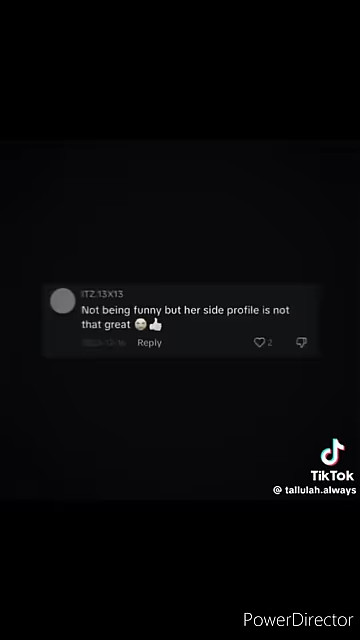 ITZ.13X13
Not being funny but her side profile is not
that great 😭👍
Reply
2
TikTok
@ tallulah.always
PowerDirector